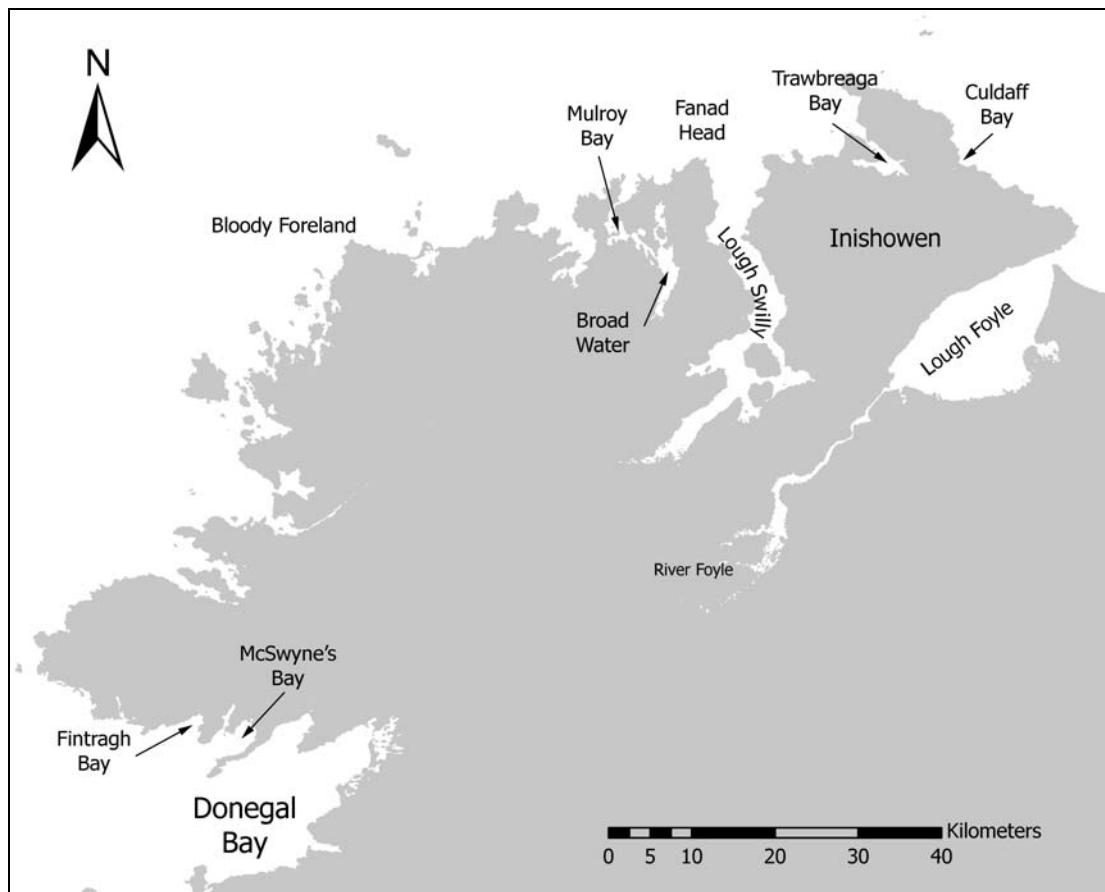 N
Trawbreaga
Bay
Culdaff
Bay
Fanad
Head
Mulroy
Bay
Bloody Foreland
Inishowen
Lough Swilly
Broad
Water
Lough Foyle
River Foyle
McSwyne's
Bay
Fintragh
Bay
Donegal
Bay
Kilometers
0 5 10 20 30 40